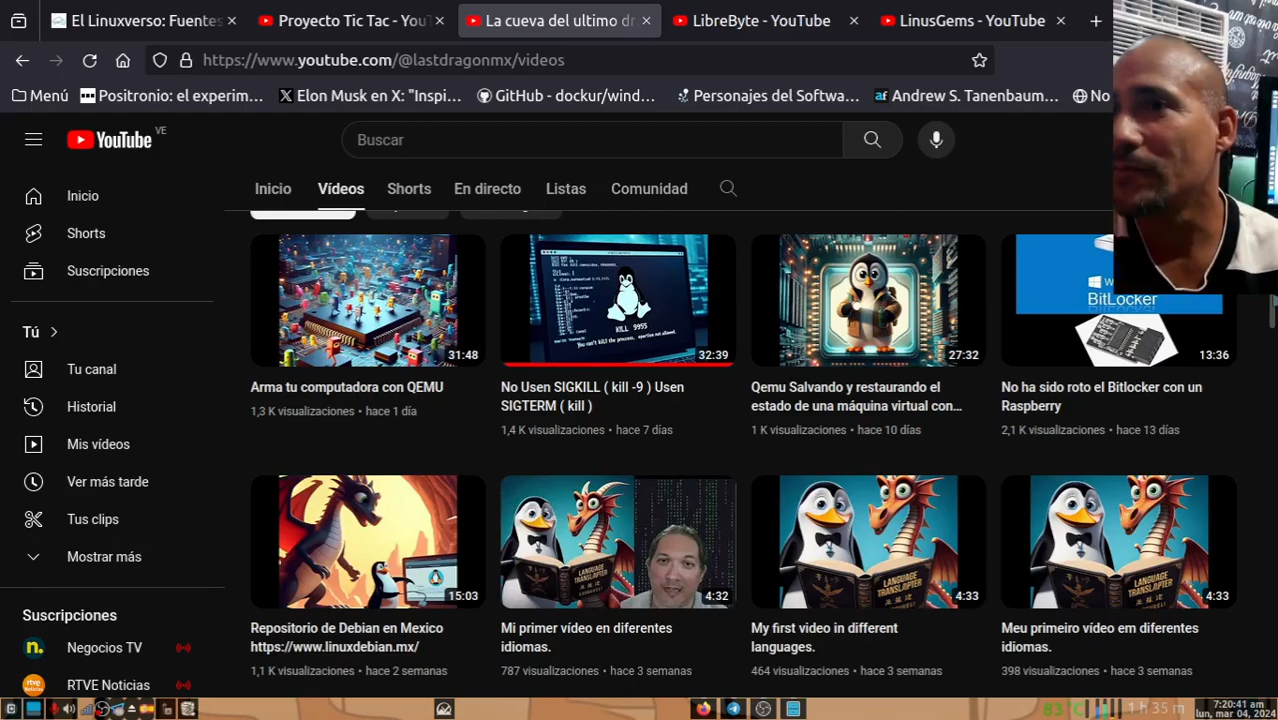 El Linuxverso: Fuentes
Proyecto Tic Tac - YouT
La cueva del ultimo dr
LibreByte - YouTube
LinusGems - YouTube
https://www.youtube.com/@lastdragonmx/videos
Menú
Positronio: el experim…
Elon Musk en X: "Inspi…
GitHub - dockur/wind…
Personajes del Softwa…
Andrew S. Tanenbaum…
No
YouTube VE
Buscar
Inicio
Vídeos
Shorts
En directo
Listas
Comunidad
Inicio
Shorts
Suscripciones
Tú
Tu canal
Historial
Mis vídeos
Ver más tarde
Tus clips
Mostrar más
Suscripciones
Negocios TV
RTVE Noticias
31:48
Arma tu computadora con QEMU
1,3 K visualizaciones • hace 1 día
KILL 9955
32:39
No Usen SIGKILL ( kill -9 ) Usen
SIGTERM ( kill )
1,4 K visualizaciones • hace 7 días
27:32
Qemu Salvando y restaurando el
estado de una máquina virtual con…
1 K visualizaciones • hace 10 días
BitLocker
13:36
No ha sido roto el Bitlocker con un
Raspberry
2,1 K visualizaciones • hace 13 días
15:03
Repositorio de Debian en Mexico
https://www.linuxdebian.mx/
1,1 K visualizaciones • hace 2 semanas
LANGUAGE
4:32
Mi primer vídeo en diferentes
idiomas.
787 visualizaciones • hace 3 semanas
LANGUAGE
4:33
My first video in different
languages.
464 visualizaciones • hace 3 semanas
LANGUAGE
4:33
Meu primeiro vídeo em diferentes
idiomas.
398 visualizaciones • hace 3 semanas
83°C
1 h 35 m
7:20:41 am
lun, mar 04, 2024